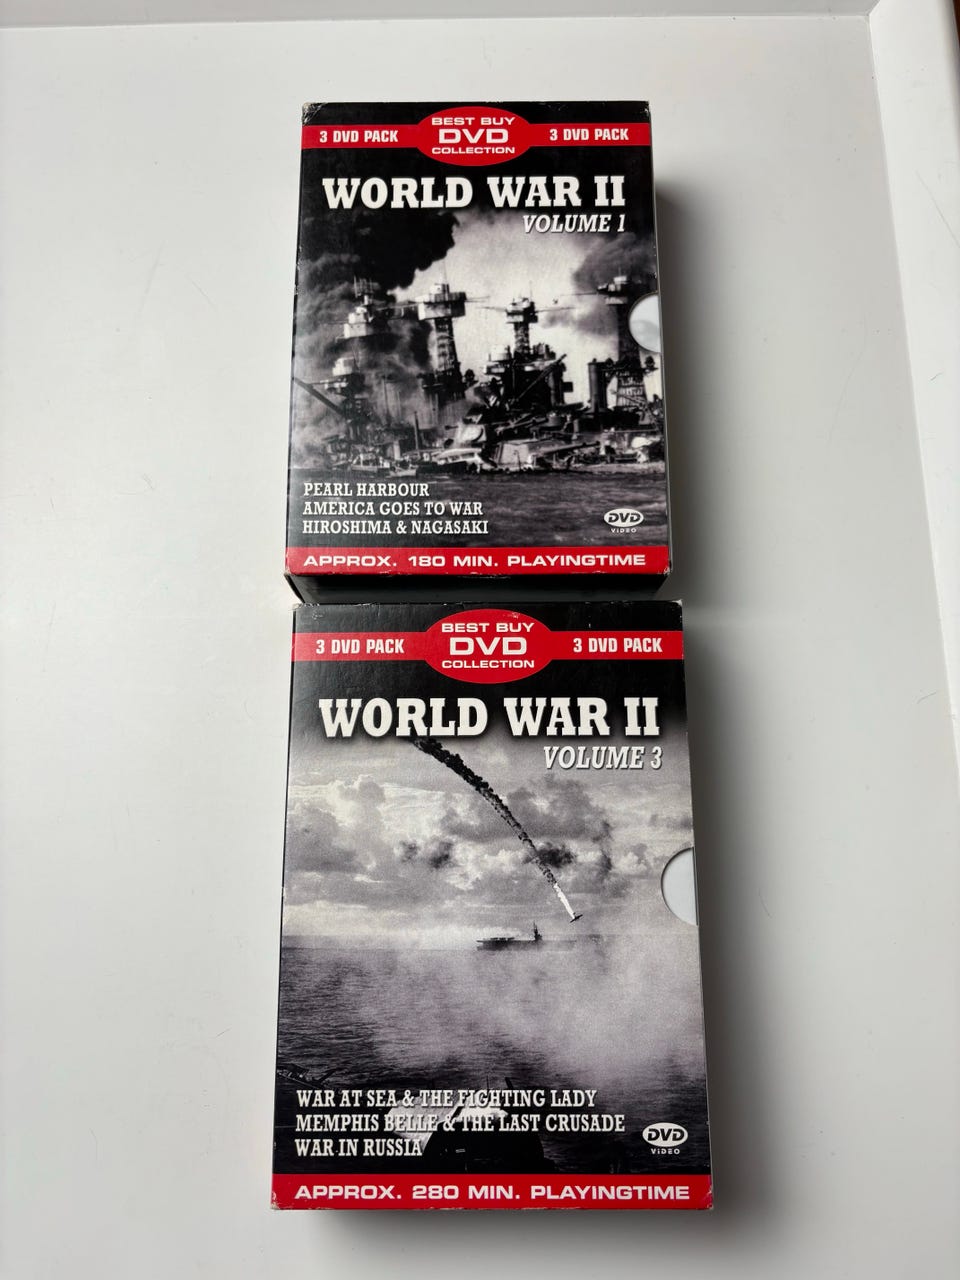 3 DVD PACK
BEST BUY
DVD
COLLECTION
3 DVD PACK
WORLD WAR II
VOLUME 1
PEARL HARBOUR
AMERICA GOES TO WAR
HIROSHIMA & NAGASAKI
DVD
VIDEO
APPROX. 180 MIN. PLAYINGTIME
3 DVD PACK
BEST BUY
DVD
COLLECTION
3 DVD PACK
WORLD WAR II
VOLUME 3
WAR AT SEA & THE FIGHTING LADY
MEMPHIS BELLE & THE LAST CRUSADE
WAR IN RUSSIA
DVD
VIDEO
APPROX. 280 MIN. PLAYINGTIME